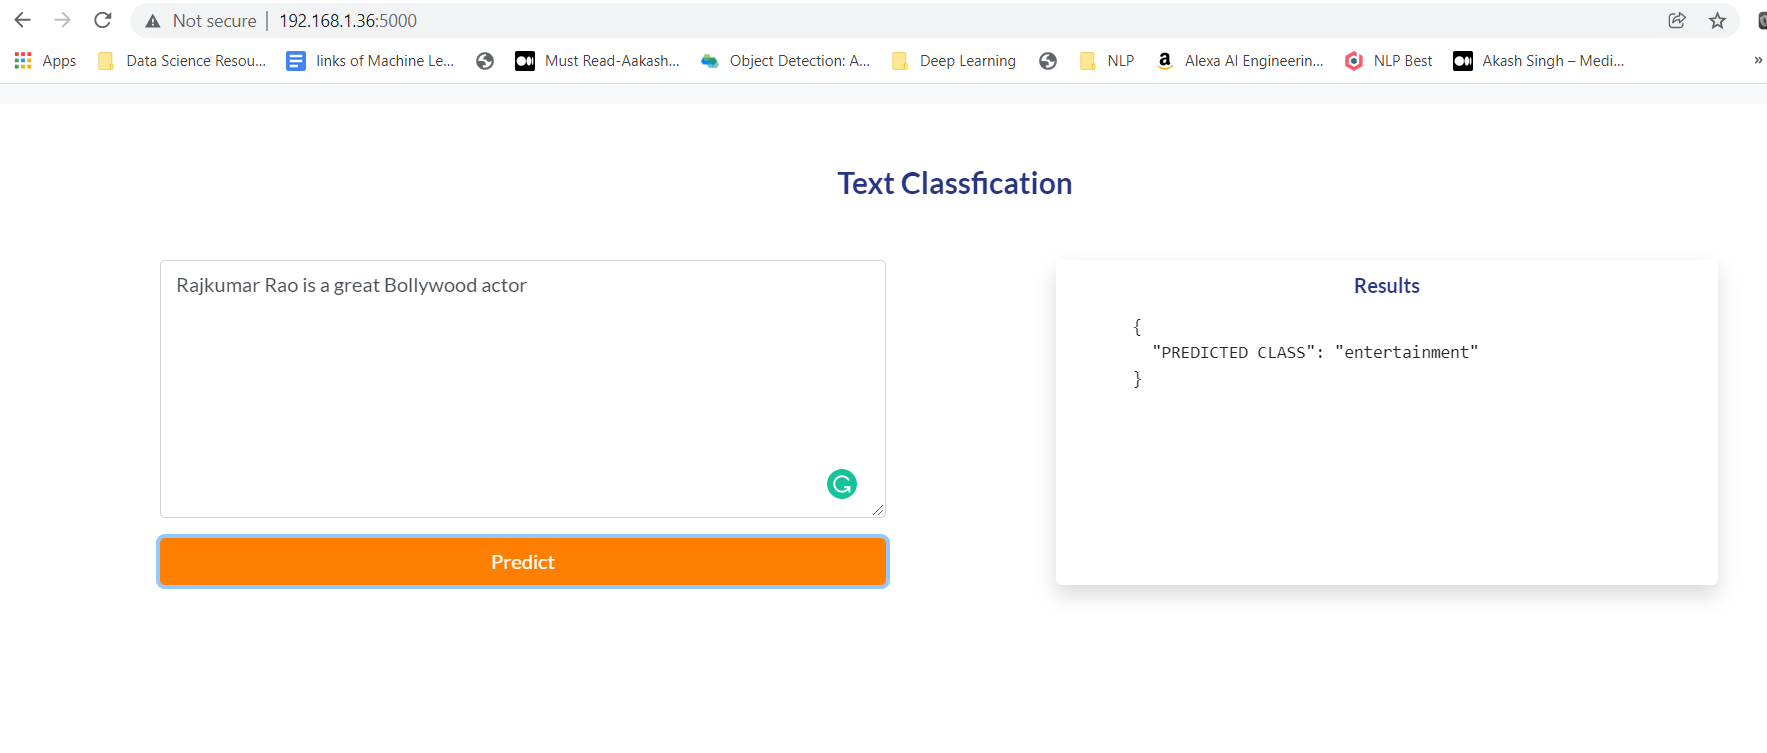 Not secure | 192.168.1.36:5000
Apps Data Science Resou... links of Machine Le... Must Read-Aakash... Object Detection: A... Deep Learning NLP Alexa AI Engineerin... NLP Best Akash Singh – Medi... »
Text Classfication
Rajkumar Rao is a great Bollywood actor
Results
{
"PREDICTED CLASS": "entertainment"
}
Predict